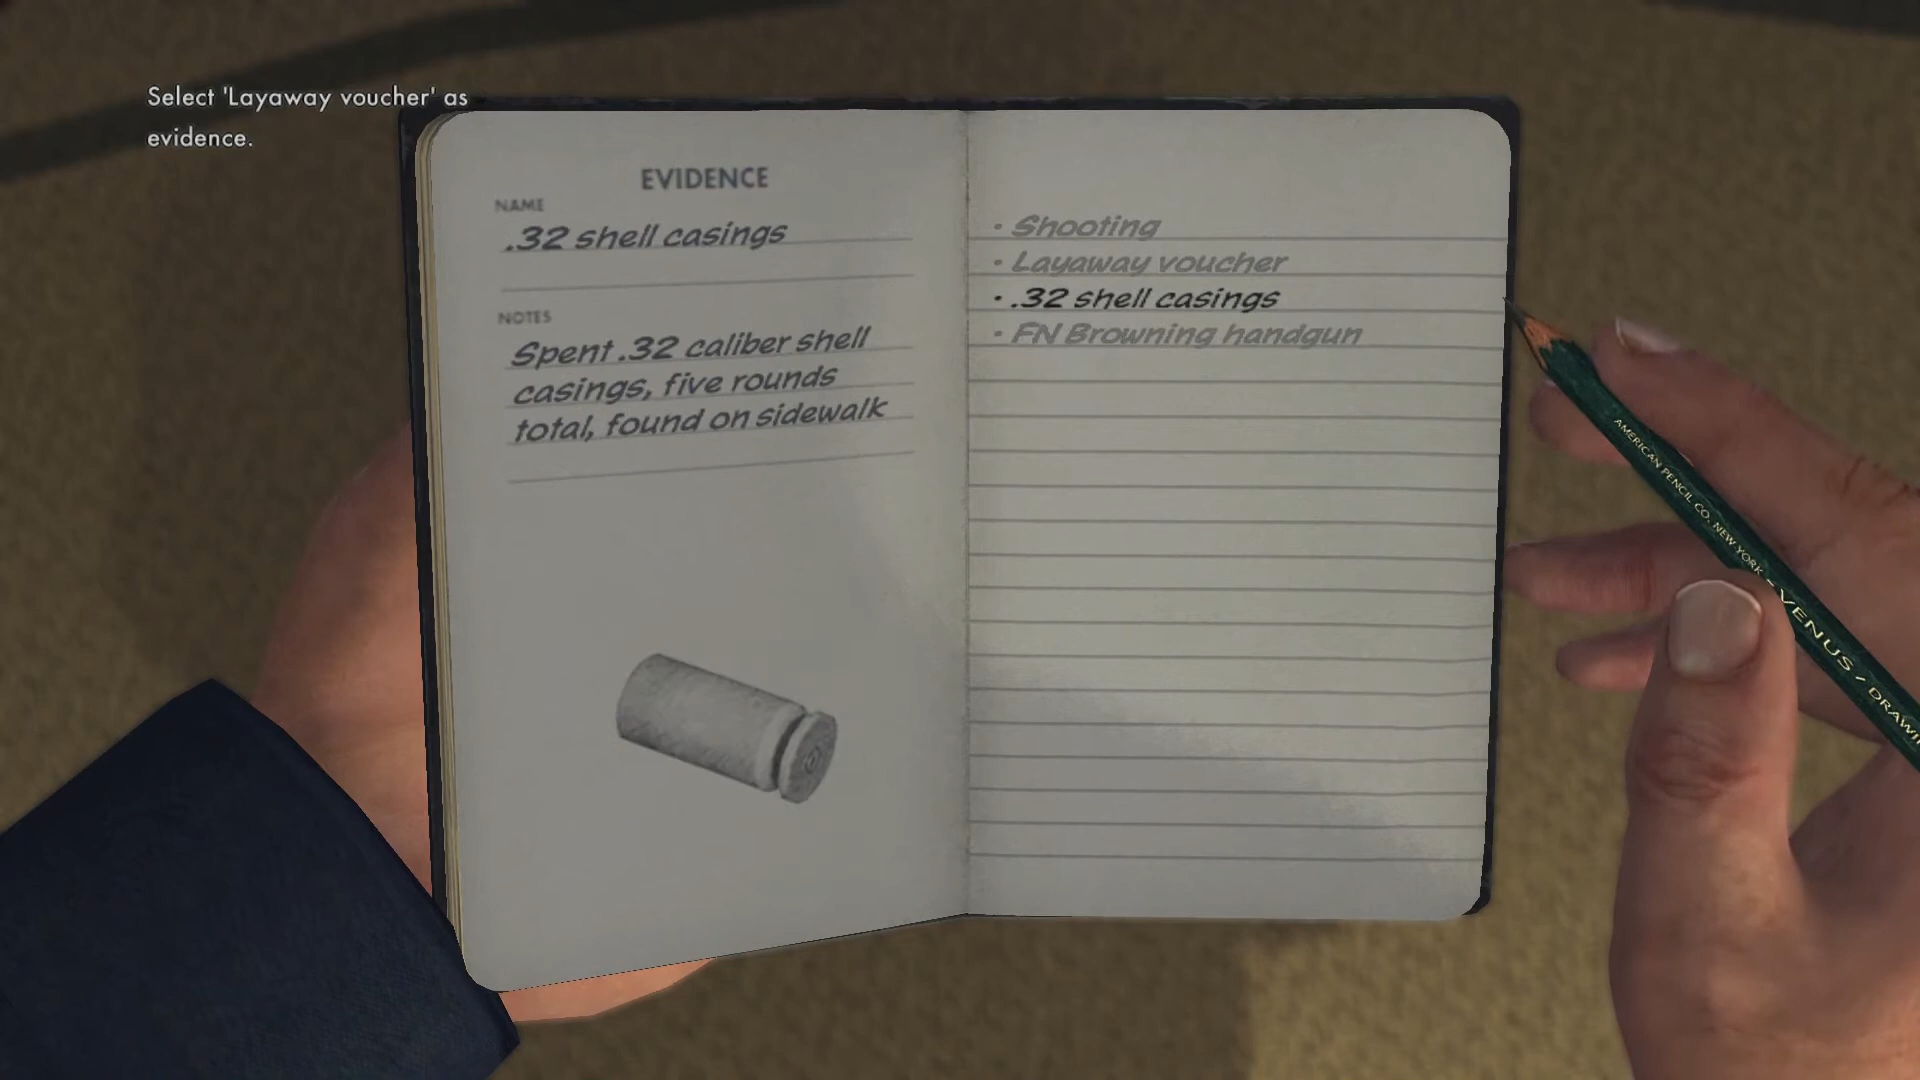 Select 'Layaway voucher' as
evidence.
EVIDENCE
NAME
.32 shell casings
NOTES
Spent .32 caliber shell
casings, five rounds
total, found on sidewalk
• Shooting
• Layaway voucher
• .32 shell casings
• FN Browning handgun
AMERICAN PENCIL CO. NEW YORK - VENUS / DRAWI